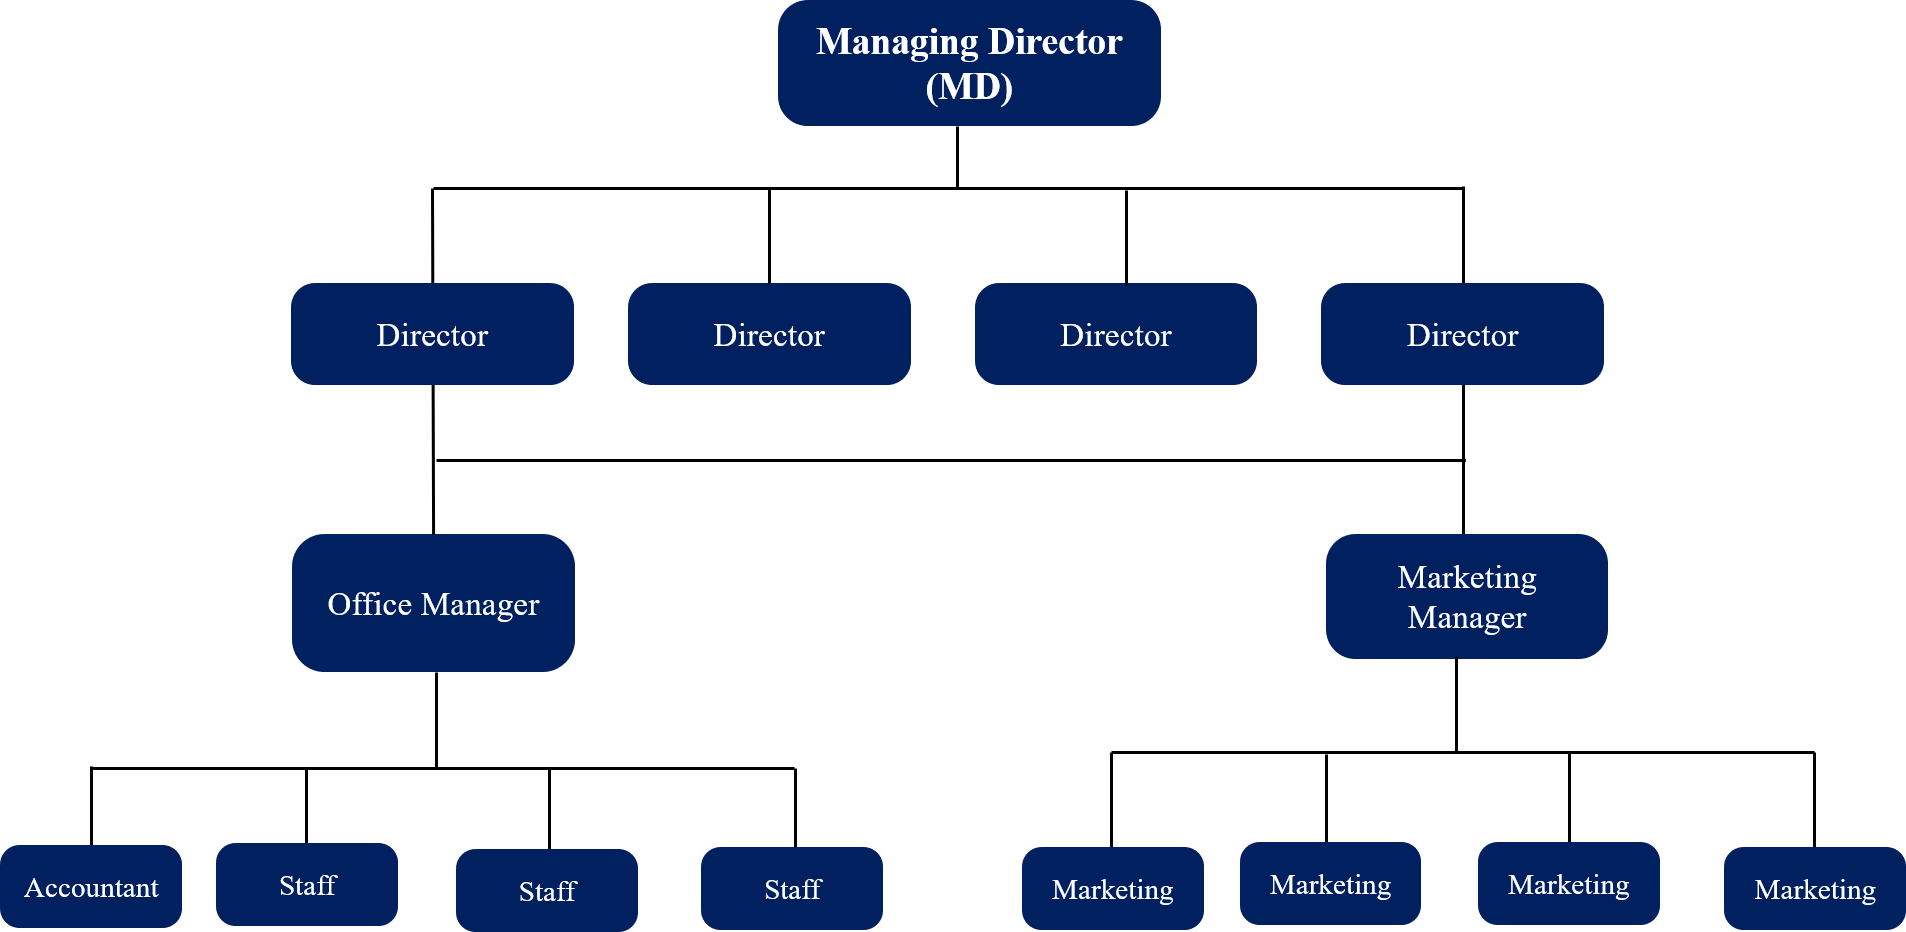 Managing Director
(MD)
Director
Director
Director
Director
Office Manager
Marketing
Manager
Accountant
Staff
Staff
Staff
Marketing
Marketing
Marketing
Marketing